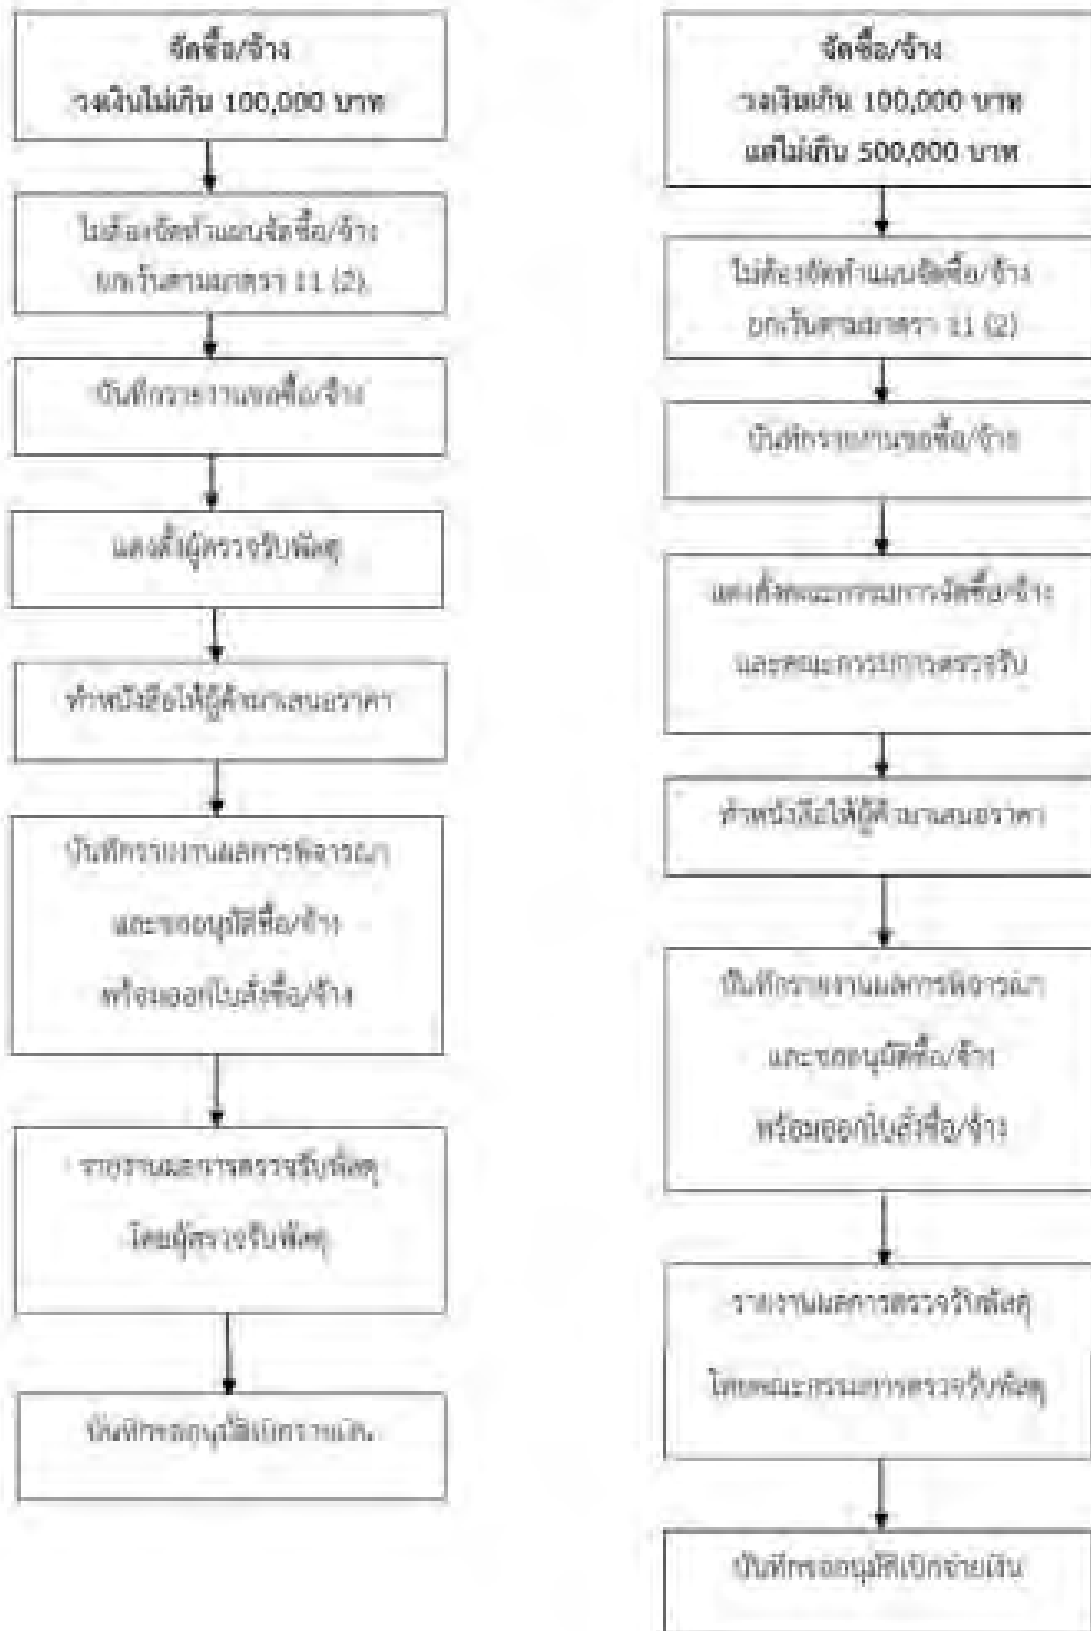 จัดซื้อ/จ้าง
วงเงินไม่เกิน 100,000 บาท
ไม่ต้องจัดทำแผนจัดซื้อ/จ้าง
ยกเว้นตามมาตรา 11 (2)
บันทึกรายงานขอซื้อ/จ้าง
แต่งตั้งผู้ตรวจรับพัสดุ
ทำหนังสือให้ผู้ค้ามาเสนอราคา
บันทึกรายงานผลการพิจารณา
และขออนุมัติซื้อ/จ้าง
พร้อมออกใบสั่งซื้อ/จ้าง
รายงานผลการตรวจรับพัสดุ
โดยผู้ตรวจรับพัสดุ
บันทึกขออนุมัติเบิกจ่ายเงิน
จัดซื้อ/จ้าง
วงเงินเกิน 100,000 บาท
แต่ไม่เกิน 500,000 บาท
ไม่ต้องจัดทำแผนจัดซื้อ/จ้าง
ยกเว้นตามมาตรา 11 (2)
บันทึกรายงานขอซื้อ/จ้าง
แต่งตั้งคณะกรรมการจัดซื้อ/จ้าง
และคณะกรรมการตรวจรับ
ทำหนังสือให้ผู้ค้ามาเสนอราคา
บันทึกรายงานผลการพิจารณา
และขออนุมัติซื้อ/จ้าง
พร้อมออกใบสั่งซื้อ/จ้าง
รายงานผลการตรวจรับพัสดุ
โดยคณะกรรมการตรวจรับพัสดุ
บันทึกขออนุมัติเบิกจ่ายเงิน